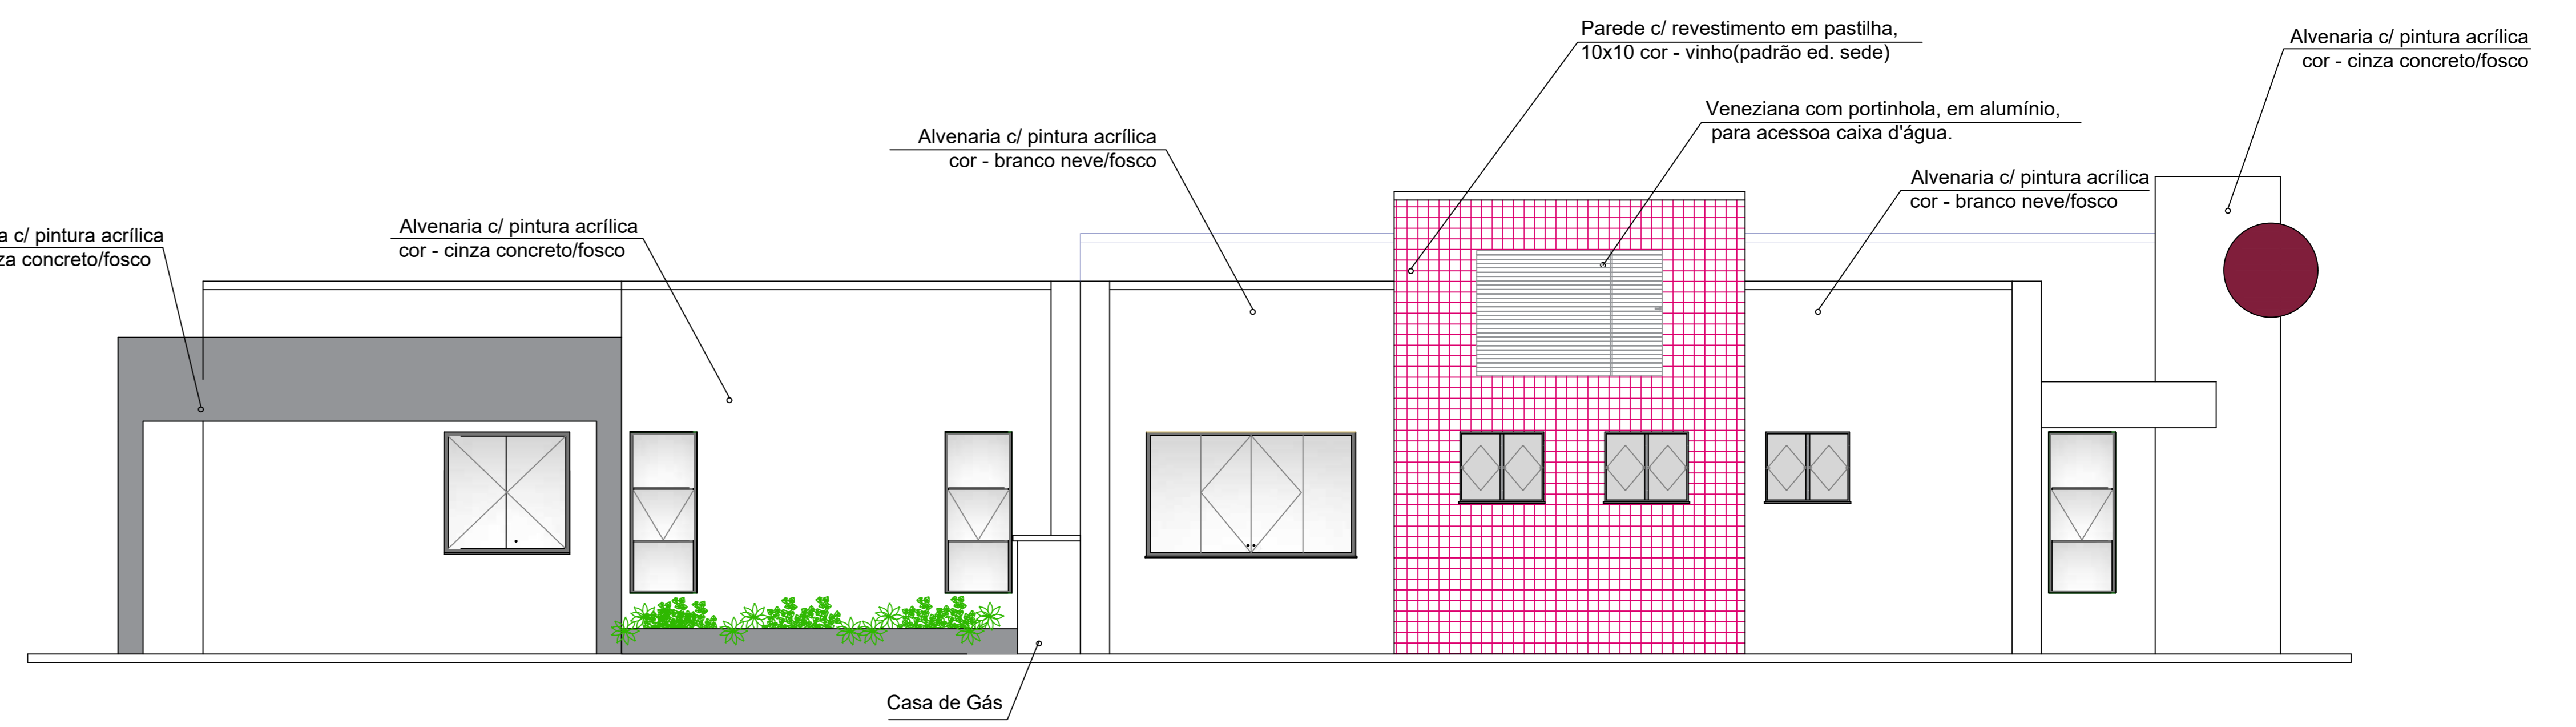 Parede c/ revestimento em pastilha,
10x10 cor - vinho(padrão ed. sede)
Alvenaria c/ pintura acrílica
cor - cinza concreto/fosco
Veneziana com portinhola, em alumínio,
para acessoa caixa d'água.
Alvenaria c/ pintura acrílica
cor - branco neve/fosco
Alvenaria c/ pintura acrílica
cor - branco neve/fosco
Alvenaria c/ pintura acrílica
cor - cinza concreto/fosco
a c/ pintura acrílica
za concreto/fosco
Casa de Gás